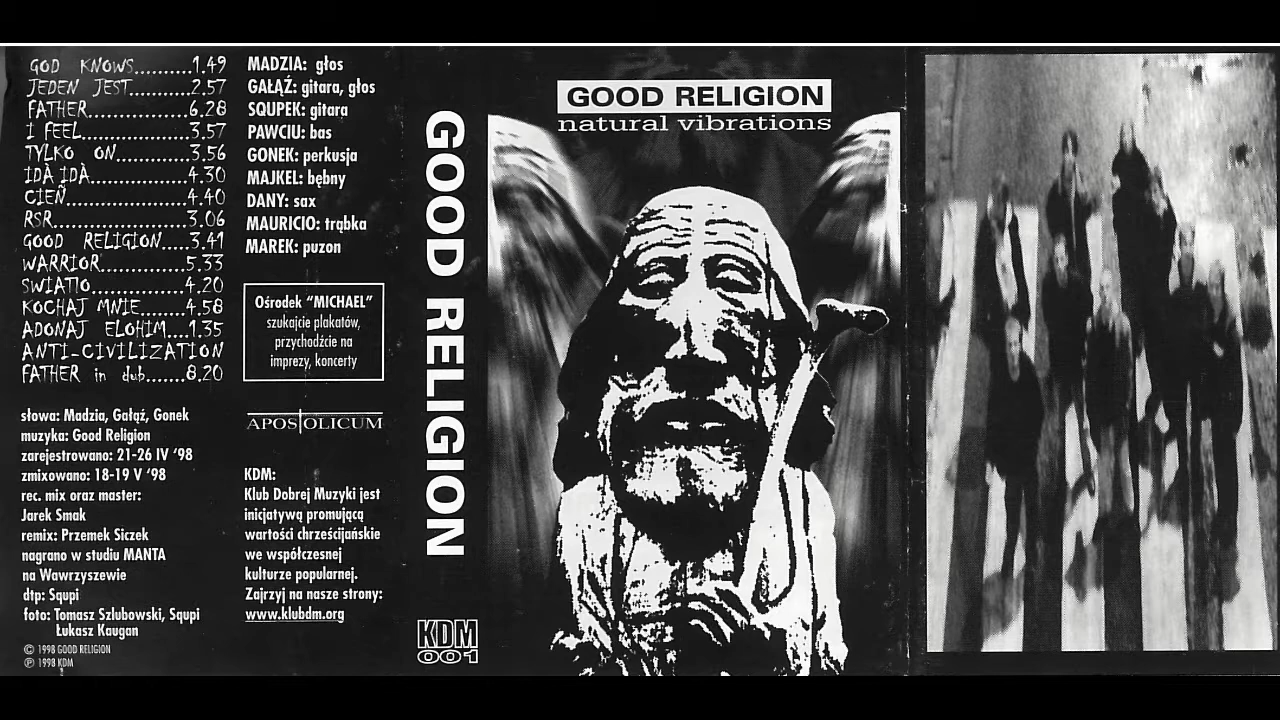 GOD KNOWS..........1.49
JEDEN JEST..........2.57
FATHER..................6.28
I FEEL...................3.57
TYLKO ON............3.56
IDĄ IDĄ.................4.30
CIEŃ.....................4.40
RSR.......................3.06
GOOD RELIGION.....3.41
WARRIOR...............5.33
SWIATŁO................4.20
KOCHAJ MNIE........4.58
ADONAJ ELOHIM...1.35
ANTI-CIVILIZATION
FATHER in dub.......8.20
słowa: Madzia, Gałąź, Gonek
muzyka: Good Religion
zarejestrowano: 21-26 IV ‘98
zmixowano: 18-19 V ‘98
rec. mix oraz master:
Jarek Smak
remix: Przemek Siczek
nagrano w studiu MANTA
na Wawrzyszewie
dtp: Squpi
foto: Tomasz Szlubowski, Squpi
Łukasz Kaugan
© 1998 GOOD RELIGION
℗ 1998 KDM
MADZIA: głos
GAŁĄŹ: gitara, głos
SQUPEK: gitara
PAWCIU: bas
GONEK: perkusja
MAJKEL: bębny
DANY: sax
MAURICIO: trąbka
MAREK: puzon
Ośrodek “MICHAEL”
szukajcie plakatów,
przychodźcie na
imprezy, koncerty
APOSTOLICUM
KDM:
Klub Dobrej Muzyki jest
inicjatywą promującą
wartości chrześcijańskie
we współczesnej
kulturze popularnej.
Zajrzyj na nasze strony:
www.klubdm.org
GOOD RELIGION
KDM
001
GOOD RELIGION
natural vibrations